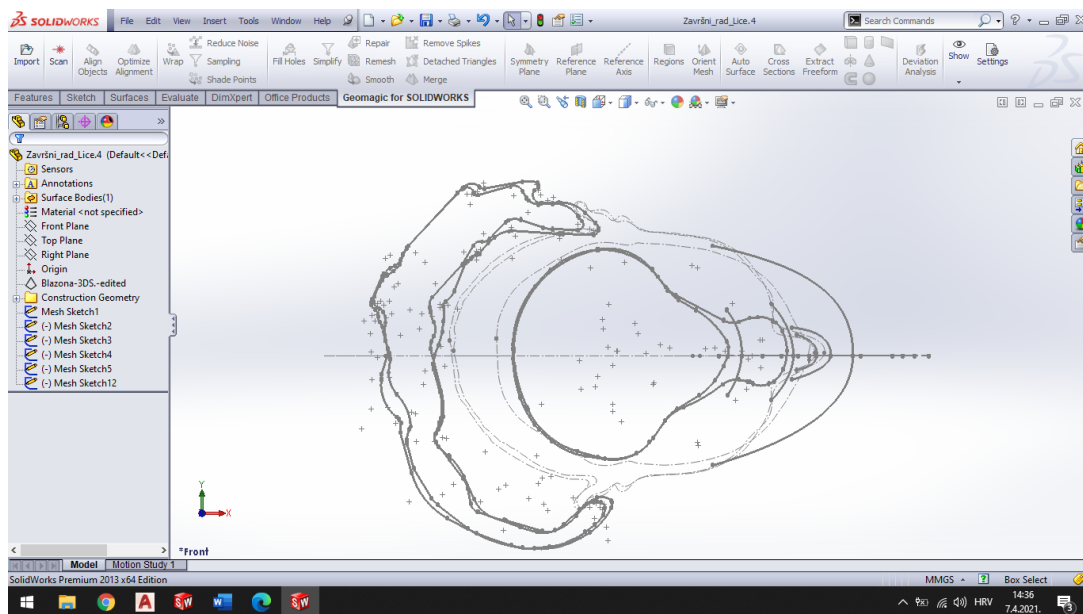 3S SOLIDWORKS File Edit View Insert Tools Window Help Završni_rad_Lice.4 Search Commands
Import Scan Align Objects Optimize Alignment Wrap Reduce Noise Sampling Shade Points Fill Holes Simplify Repair Remesh Smooth Remove Spikes Detached Triangles Merge Symmetry Plane Reference Plane Reference Axis Regions Orient Mesh Auto Surface Cross Sections Extract Freeform Deviation Analysis Show Settings
Features Sketch Surfaces Evaluate DimXpert Office Products Geomagic for SOLIDWORKS
Završni_rad_Lice.4 (Default<<Def
Sensors
Annotations
Surface Bodies(1)
Material <not specified>
Front Plane
Top Plane
Right Plane
Origin
Blazona-3DS.-edited
Construction Geometry
Mesh Sketch1
(-) Mesh Sketch2
(-) Mesh Sketch3
(-) Mesh Sketch4
(-) Mesh Sketch5
(-) Mesh Sketch12
Y
X
*Front
Model Motion Study 1
SolidWorks Premium 2013 x64 Edition MMGS Box Select
HRV 14:36
7.4.2021.
3